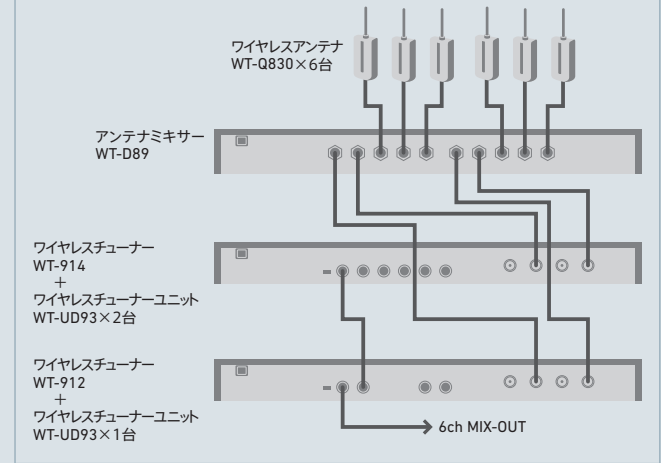 ワイヤレスアンテナ
WT-Q830×6台
アンテナミキサー
WT-D89
ワイヤレスチューナー
WT-914
+
ワイヤレスチューナーユニット
WT-UD93×2台
ワイヤレスチューナー
WT-912
+
ワイヤレスチューナーユニット
WT-UD93×1台
6ch MIX-OUT